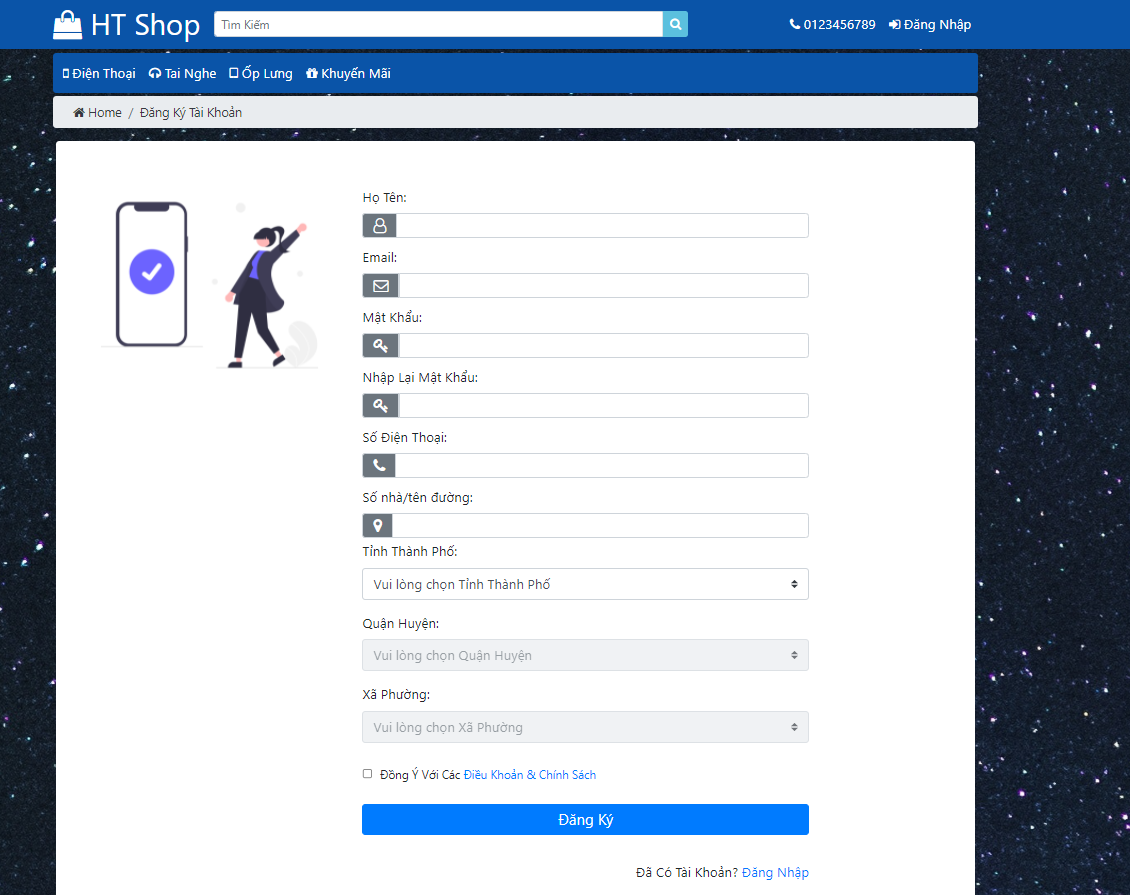 HT Shop Tìm Kiếm 0123456789 Đăng Nhập
Điện Thoại Tai Nghe Ốp Lưng Khuyến Mãi
Home / Đăng Ký Tài Khoản
Họ Tên:
Email:
Mật Khẩu:
Nhập Lại Mật Khẩu:
Số Điện Thoại:
Số nhà/tên đường:
Tỉnh Thành Phố:
Vui lòng chọn Tỉnh Thành Phố
Quận Huyện:
Vui lòng chọn Quận Huyện
Xã Phường:
Vui lòng chọn Xã Phường
Đồng Ý Với Các Điều Khoản & Chính Sách
Đăng Ký
Đã Có Tài Khoản? Đăng Nhập